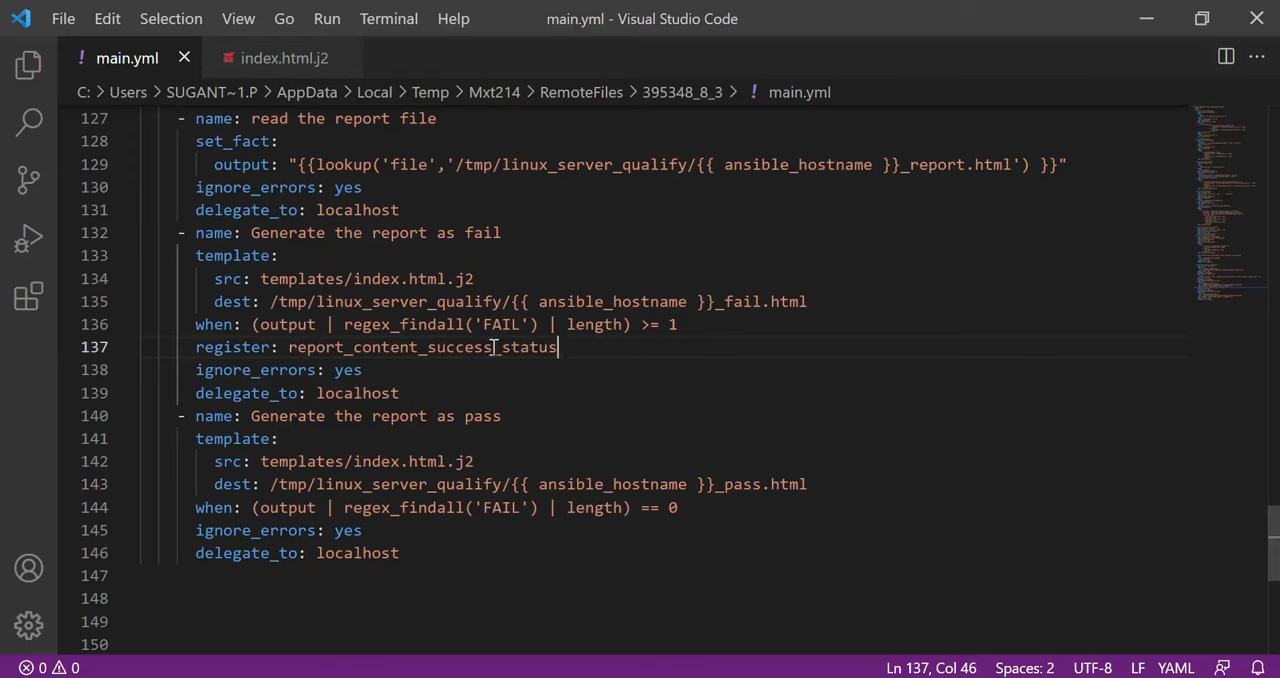 File Edit Selection View Go Run Terminal Help main.yml - Visual Studio Code
! main.yml index.html.j2
C: > Users > SUGANT~1.P > AppData > Local > Temp > Mxt214 > RemoteFiles > 395348_8_3 > ! main.yml
127 - name: read the report file
128 set_fact:
129 output: "{{lookup('file','/tmp/linux_server_qualify/{{ ansible_hostname }}_report.html') }}"
130 ignore_errors: yes
131 delegate_to: localhost
132 - name: Generate the report as fail
133 template:
134 src: templates/index.html.j2
135 dest: /tmp/linux_server_qualify/{{ ansible_hostname }}_fail.html
136 when: (output | regex_findall('FAIL') | length) >= 1
137 register: report_content_success_status
138 ignore_errors: yes
139 delegate_to: localhost
140 - name: Generate the report as pass
141 template:
142 src: templates/index.html.j2
143 dest: /tmp/linux_server_qualify/{{ ansible_hostname }}_pass.html
144 when: (output | regex_findall('FAIL') | length) == 0
145 ignore_errors: yes
146 delegate_to: localhost
147
148
149
150
0 0 Ln 137, Col 46 Spaces: 2 UTF-8 LF YAML